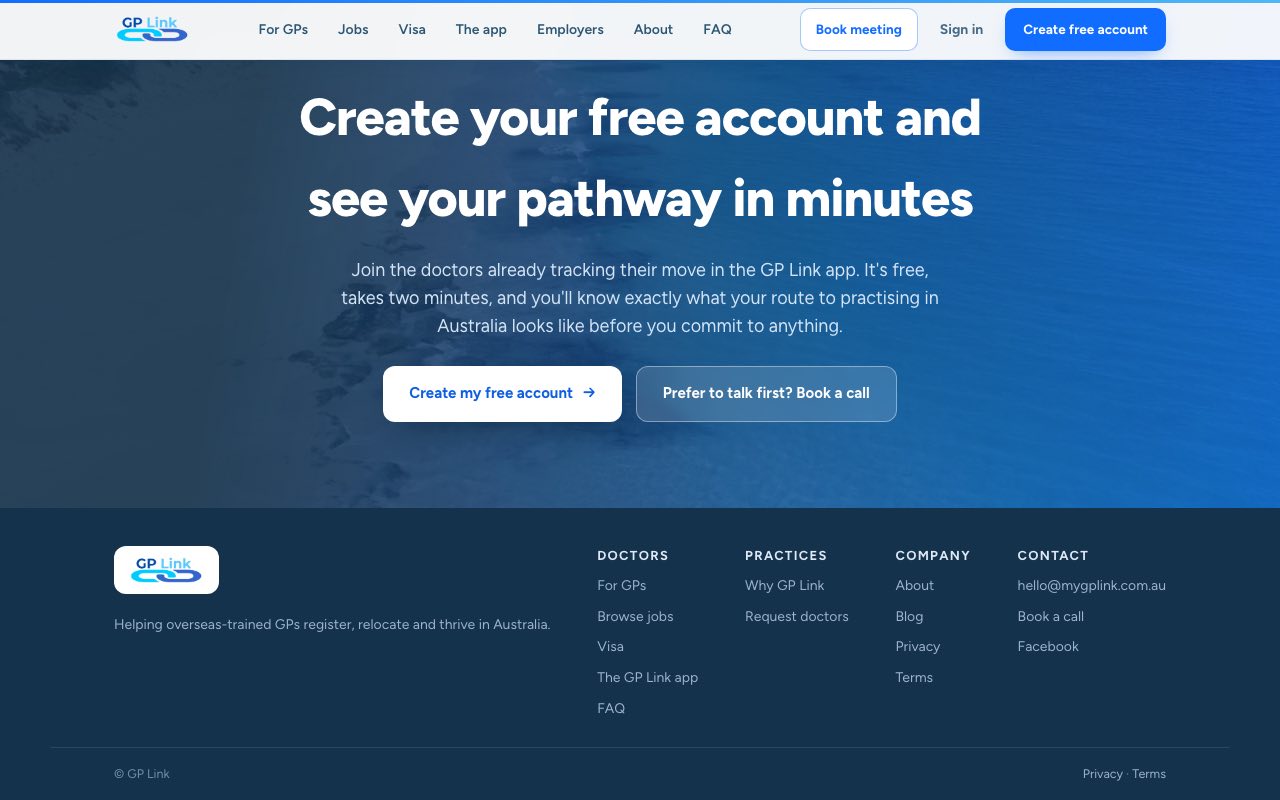 GP Link
For GPs
Jobs
Visa
The app
Employers
About
FAQ
Book meeting
Sign in
Create free account
Create your free account and
see your pathway in minutes
Join the doctors already tracking their move in the GP Link app. It's free,
takes two minutes, and you'll know exactly what your route to practising in
Australia looks like before you commit to anything.
Create my free account →
Prefer to talk first? Book a call
GP Link
Helping overseas-trained GPs register, relocate and thrive in Australia.
DOCTORS
For GPs
Browse jobs
Visa
The GP Link app
FAQ
PRACTICES
Why GP Link
Request doctors
COMPANY
About
Blog
Privacy
Terms
CONTACT
hello@mygplink.com.au
Book a call
Facebook
© GP Link
Privacy · Terms